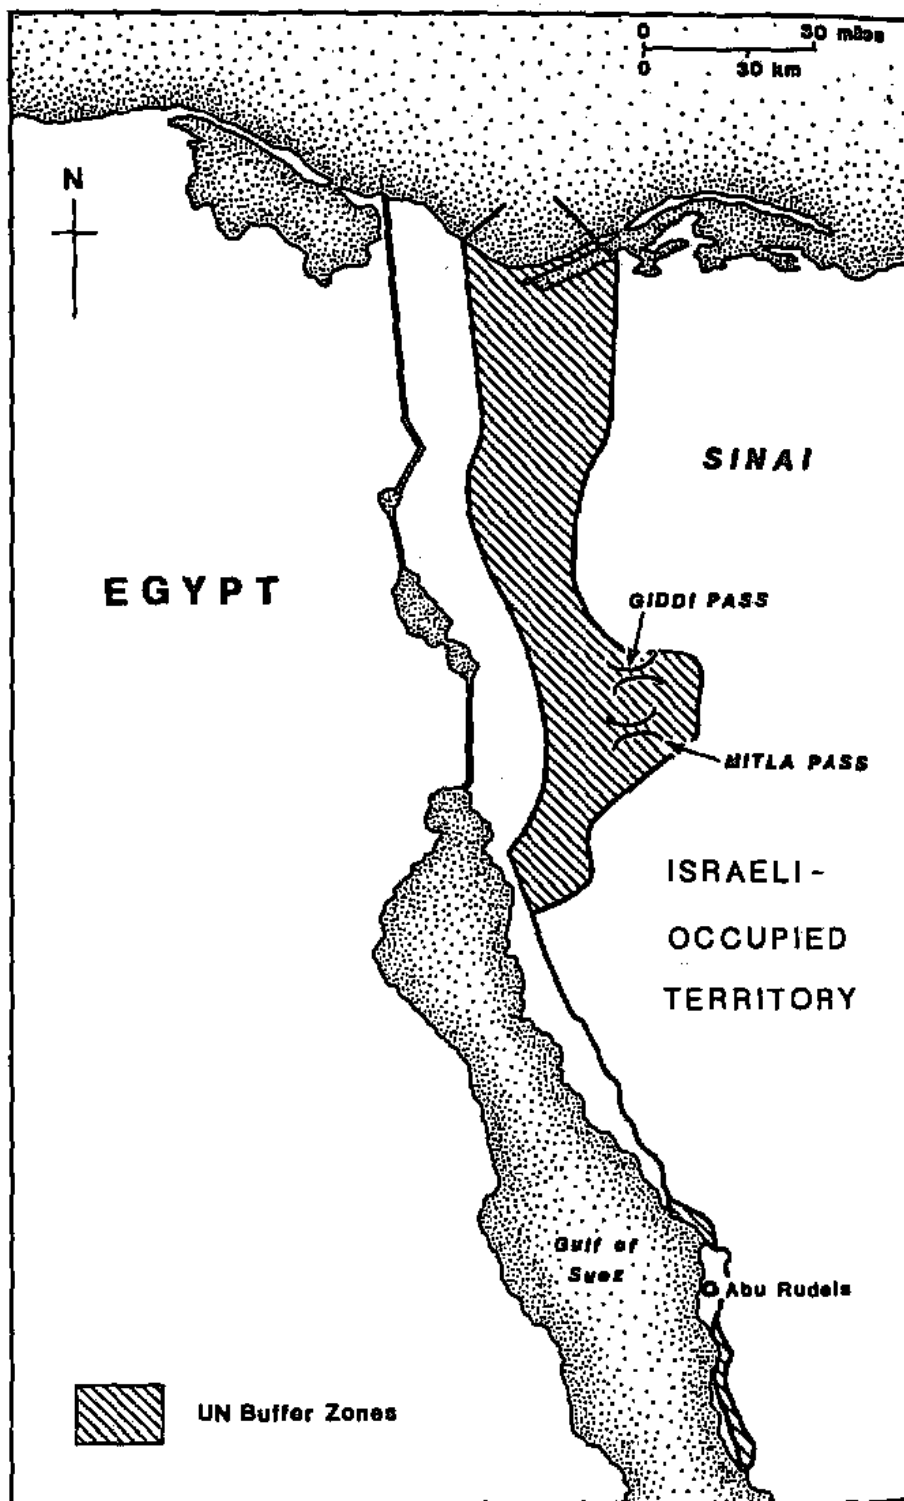 0 30 miles
0 30 km
N
SINAI
EGYPT
GIDDI PASS
MITLA PASS
ISRAELI-
OCCUPIED
TERRITORY
Gulf of
Suez
Abu Rudeis
UN Buffer Zones